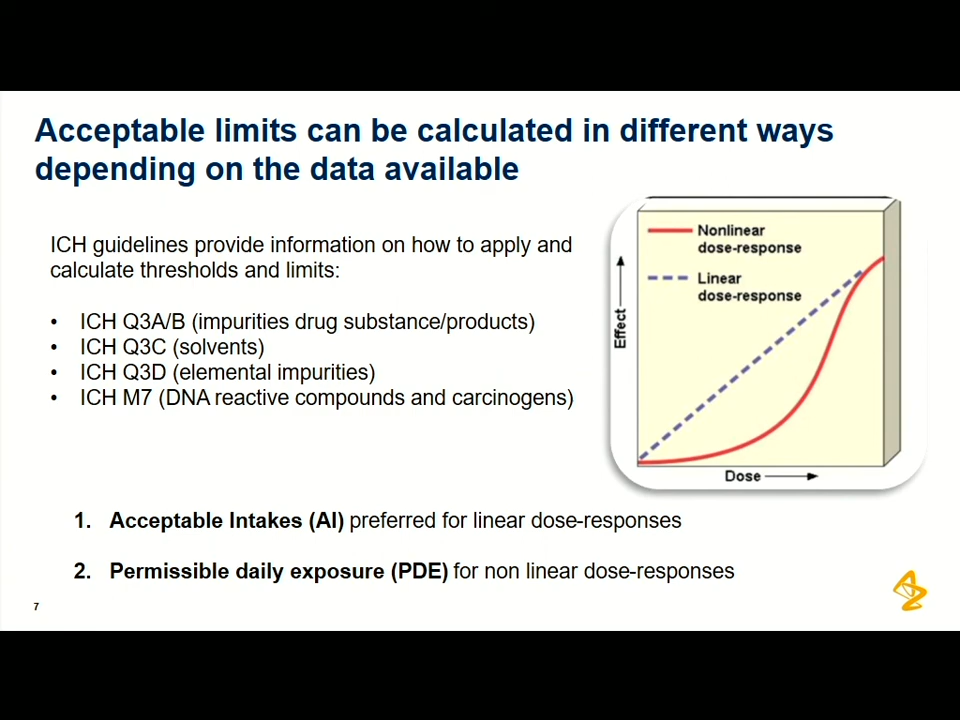 Acceptable limits can be calculated in different ways
depending on the data available
ICH guidelines provide information on how to apply and
calculate thresholds and limits:
• ICH Q3A/B (impurities drug substance/products)
• ICH Q3C (solvents)
• ICH Q3D (elemental impurities)
• ICH M7 (DNA reactive compounds and carcinogens)
Nonlinear
dose-response
Linear
dose-response
Effect
Dose
1. Acceptable Intakes (AI) preferred for linear dose-responses
2. Permissible daily exposure (PDE) for non linear dose-responses
7